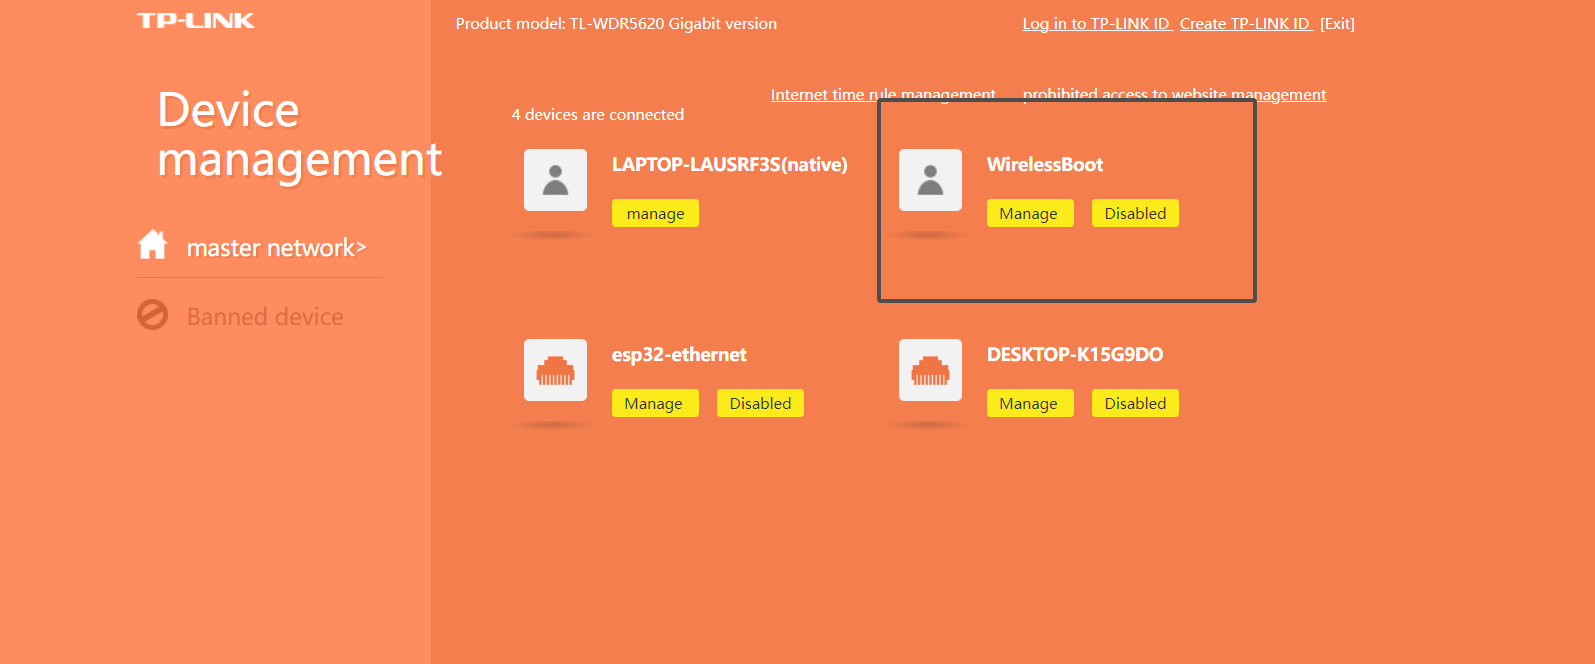 TP-LINK
Product model: TL-WDR5620 Gigabit version
Log in to TP-LINK ID Create TP-LINK ID [Exit]
Device
management
master network>
Banned device
Internet time rule management prohibited access to website management
4 devices are connected
LAPTOP-LAUSRF3S(native)
manage
WirelessBoot
Manage Disabled
esp32-ethernet
Manage Disabled
DESKTOP-K15G9DO
Manage Disabled